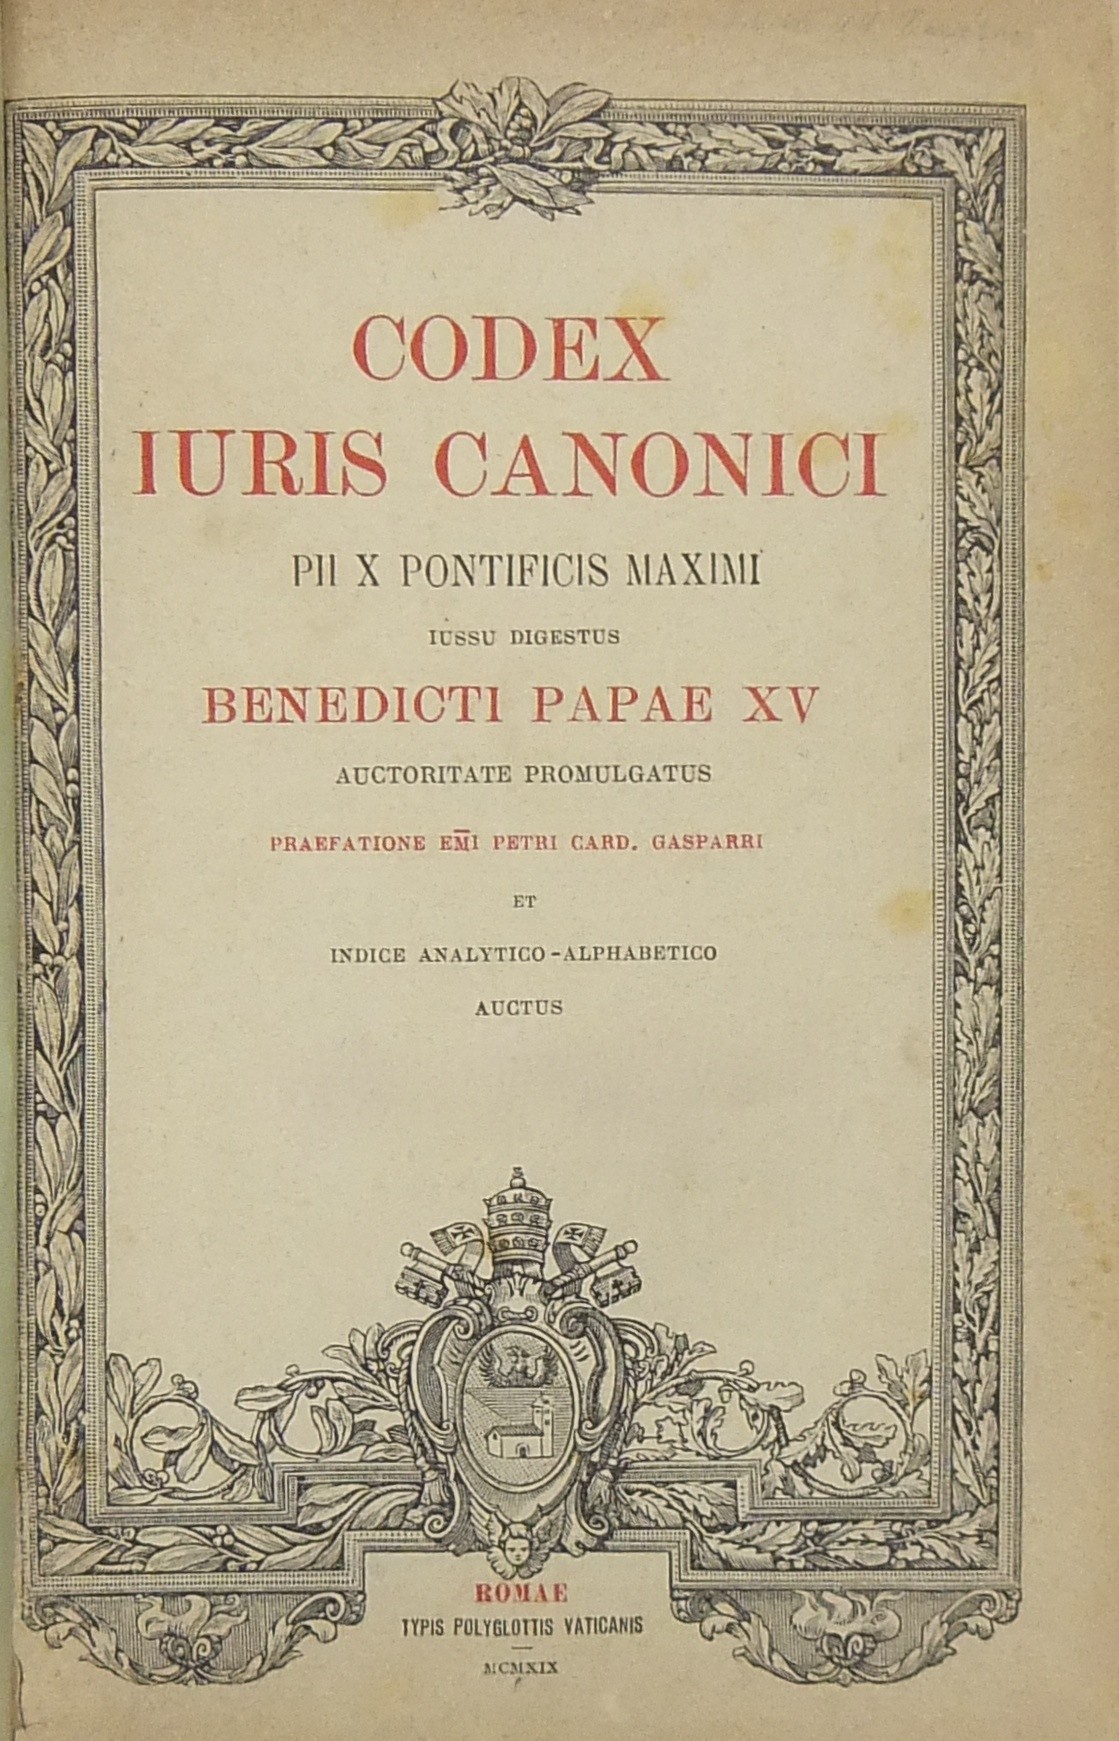 CODEX
IURIS CANONICI
PII X PONTIFICIS MAXIMI
IUSSU DIGESTUS
BENEDICTI PAPAE XV
AUCTORITATE PROMULGATUS
PRAEFATIONE EM̅I PETRI CARD. GASPARRI
ET
INDICE ANALYTICO-ALPHABETICO
AUCTUS
ROMAE
TYPIS POLYGLOTTIS VATICANIS
MCMXIX